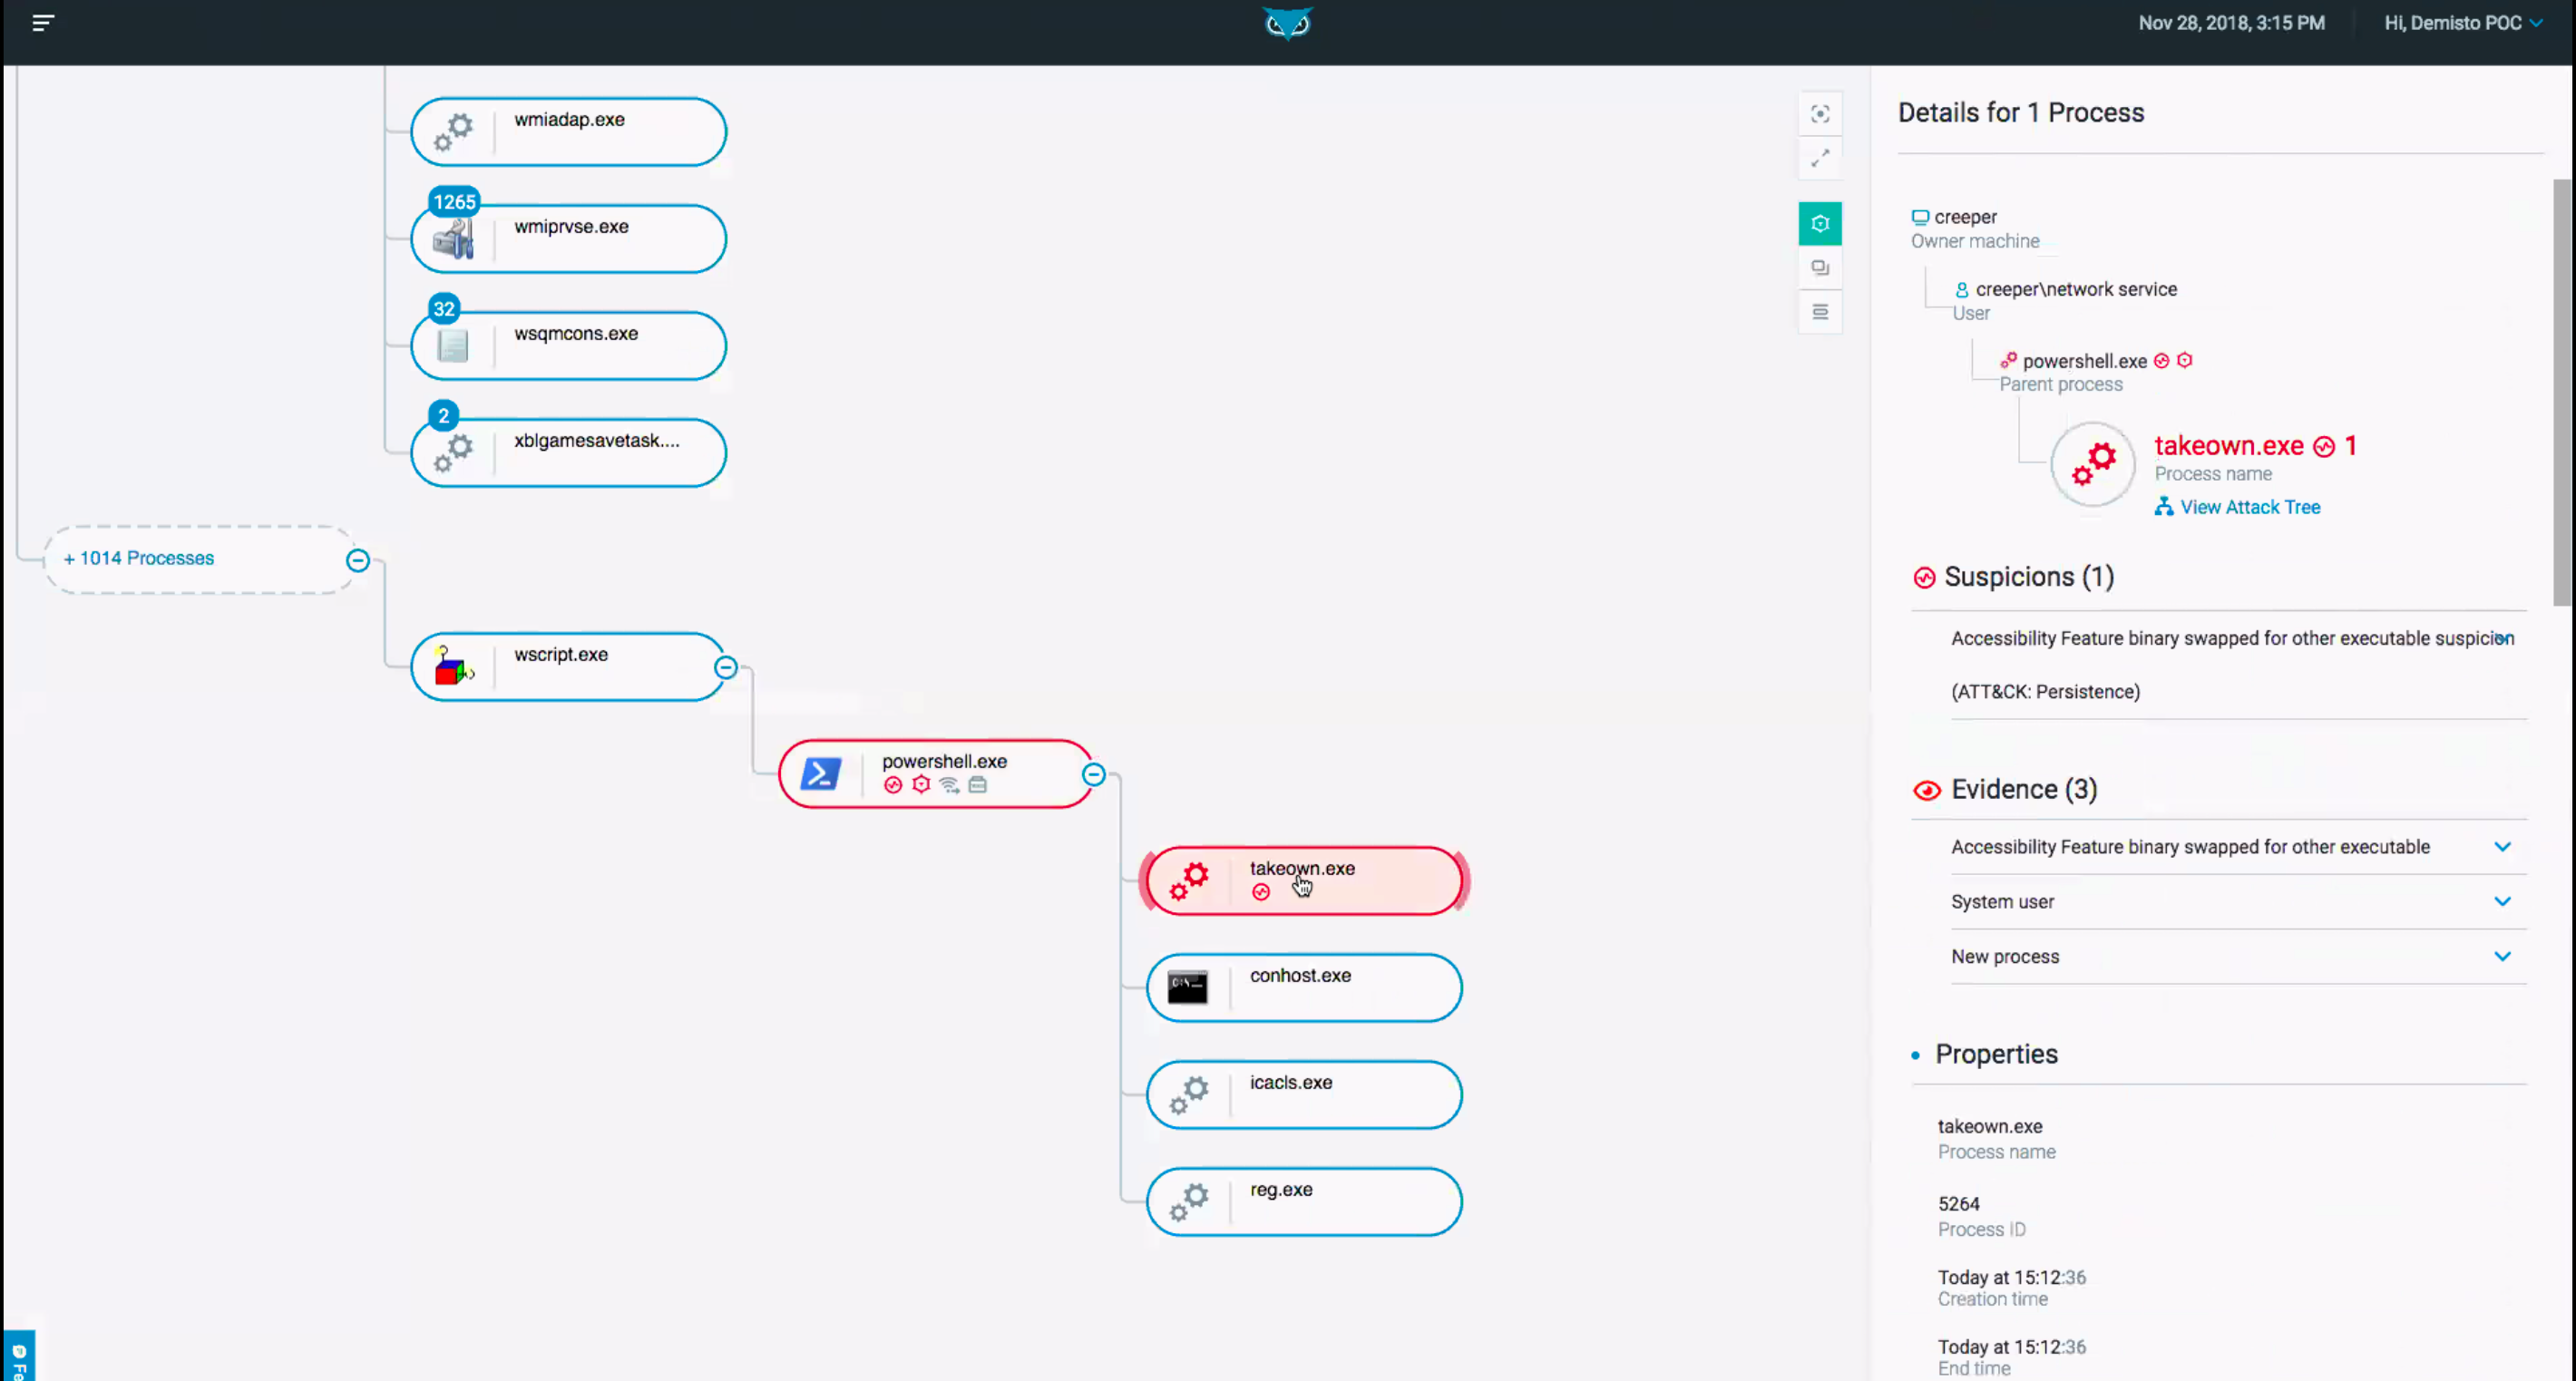 Nov 28, 2018, 3:15 PM
Hi, Demisto POC
wmiadap.exe
1265
wmiprvse.exe
32
wsqmcons.exe
2
xblgamesavetask....
+ 1014 Processes
wscript.exe
powershell.exe
takeown.exe
conhost.exe
icacls.exe
reg.exe
Details for 1 Process
creeper
Owner machine
creeper\network service
User
powershell.exe
Parent process
takeown.exe 1
Process name
View Attack Tree
Suspicions (1)
Accessibility Feature binary swapped for other executable suspicion
(ATT&CK: Persistence)
Evidence (3)
Accessibility Feature binary swapped for other executable
System user
New process
Properties
takeown.exe
Process name
5264
Process ID
Today at 15:12:36
Creation time
Today at 15:12:36
End time
Fe